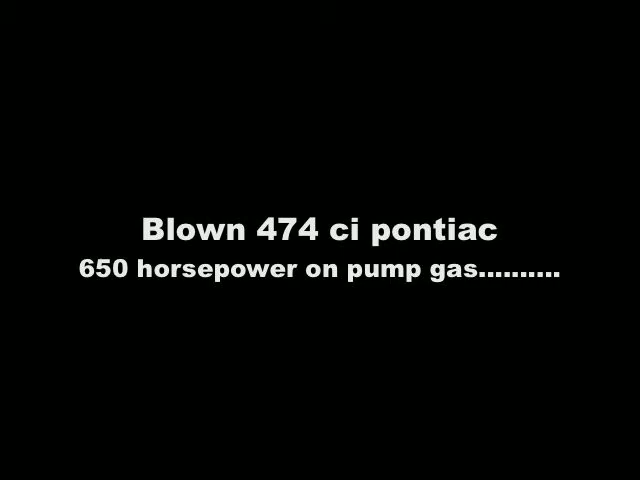 Blown 474 ci pontiac
650 horsepower on pump gas..........